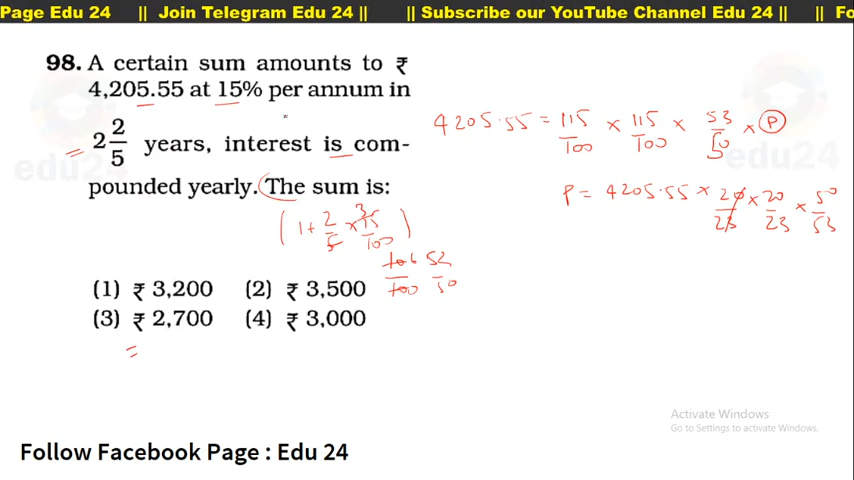 Page Edu 24 || Join Telegram Edu 24 || || Subscribe our YouTube Channel Edu 24 || || Fo
98. A certain sum amounts to ₹
4,205.55 at 15% per annum in
2 2/5 years, interest is com-
pounded yearly. The sum is:
4205.55 = 115/100 × 115/100 × 53/50 × P
P = 4205.55 × 20/23 × 20/23 × 50/53
(1 + 2/5 × 15/100) 3
106/100 53/50
(1) ₹ 3,200 (2) ₹ 3,500
(3) ₹ 2,700 (4) ₹ 3,000
=
edu24
edu24
Activate Windows
Go to Settings to activate Windows.
Follow Facebook Page : Edu 24